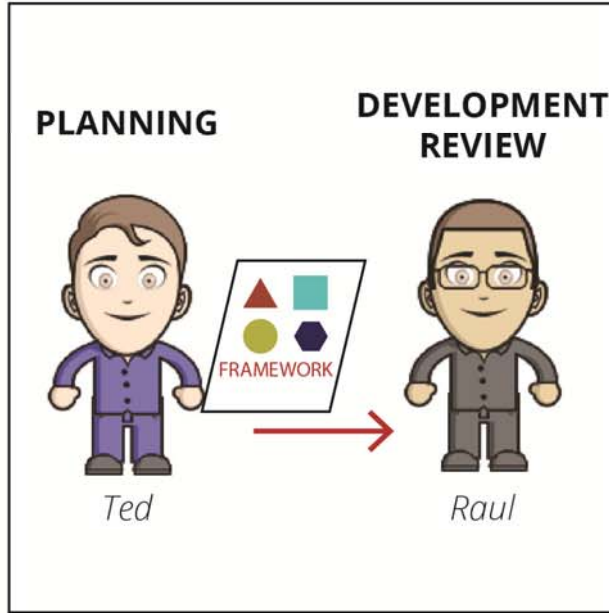 PLANNING
DEVELOPMENT
REVIEW
FRAMEWORK
Ted
Raul